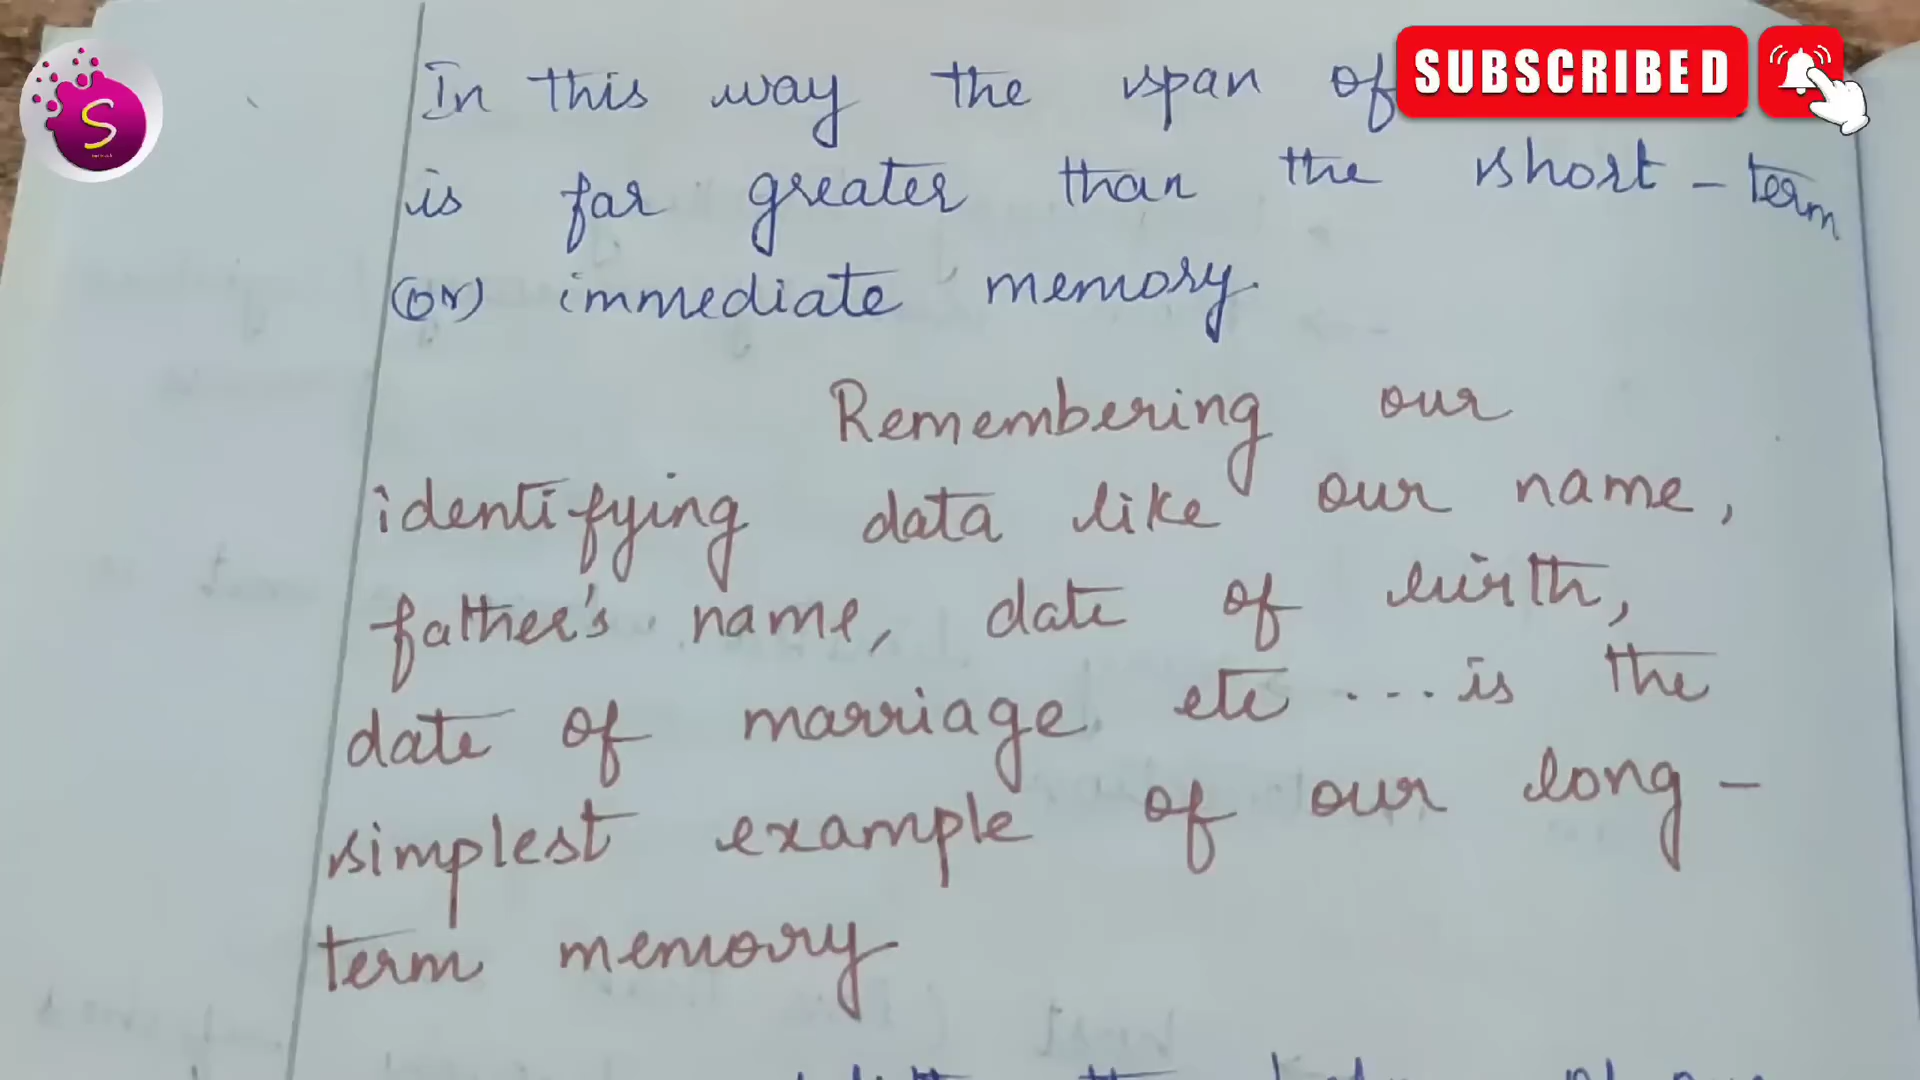 In this way the span of
SUBSCRIBED
S
is far greater than the short - term
(or) immediate memory.
Remembering our
identifying data like our name,
father's name, date of birth,
date of marriage etc ... is the
simplest example of our long -
term memory